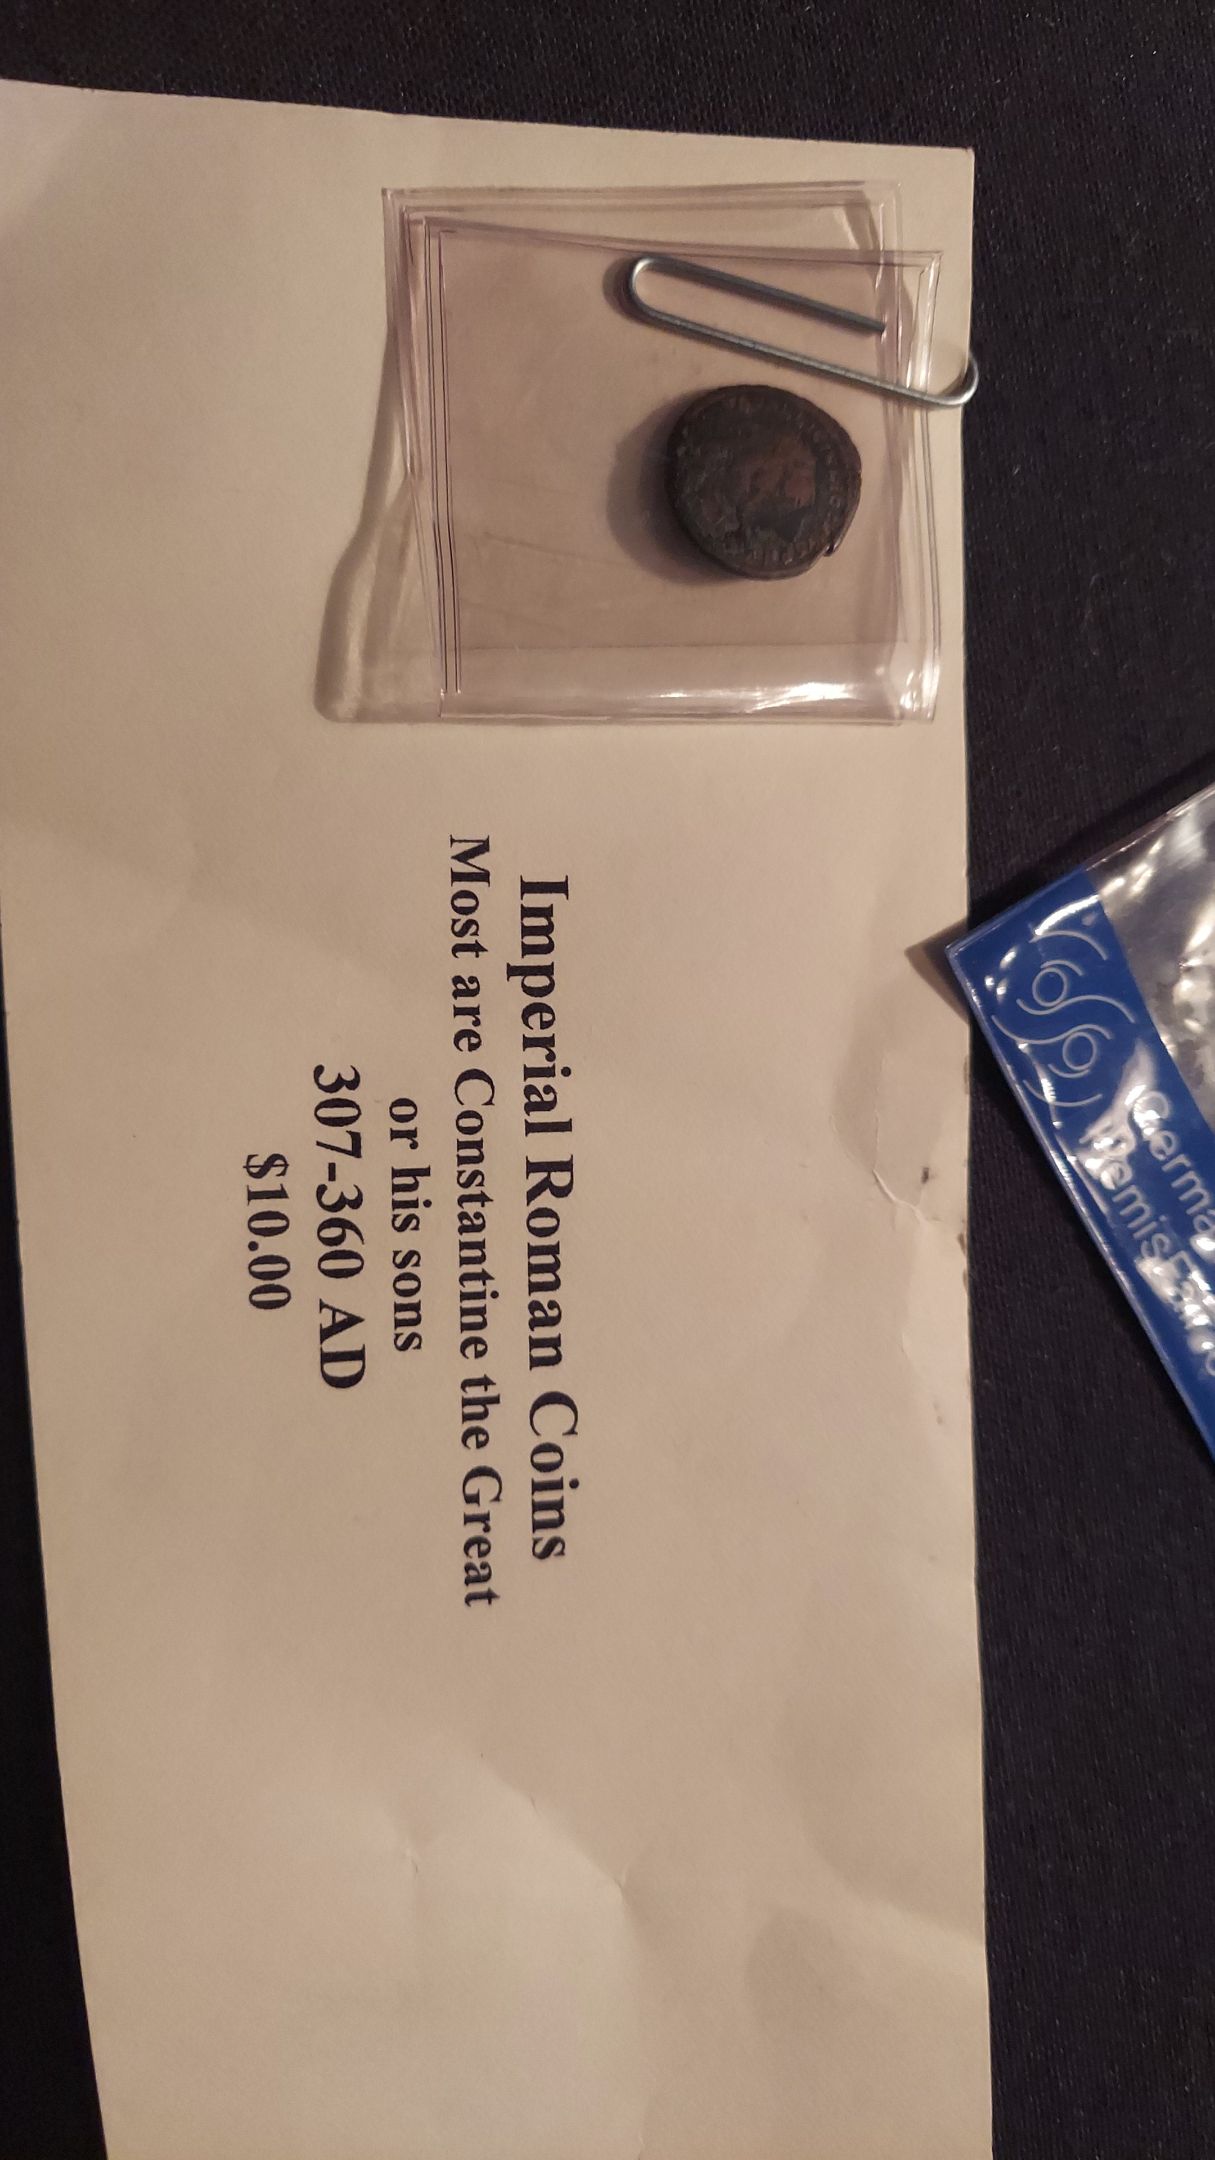 Imperial Roman Coins
Most are Constantine the Great
or his sons
307-360 AD
$10.00